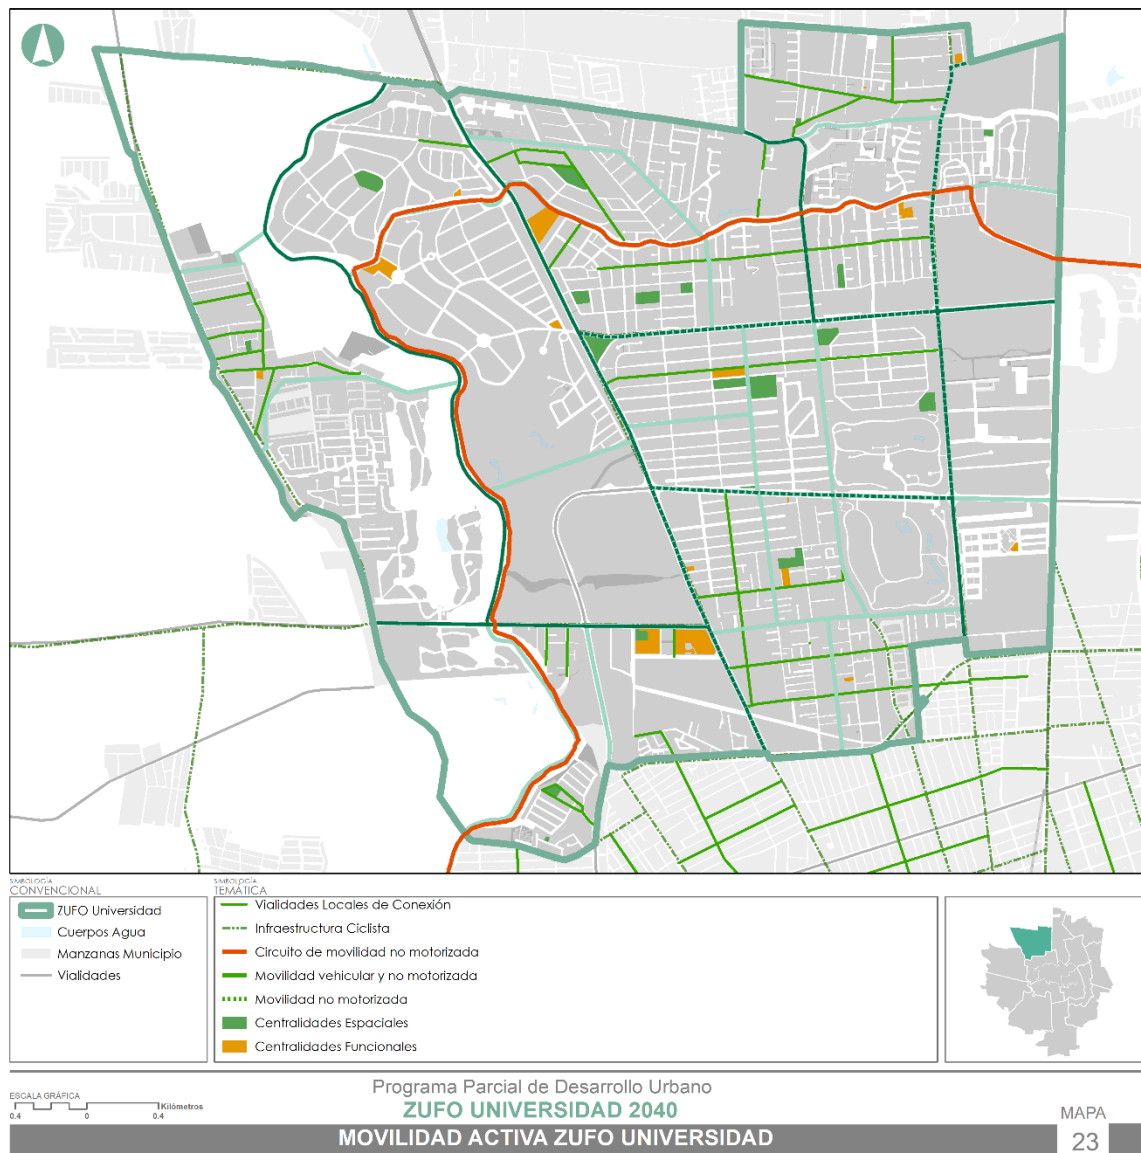 SIMBOLOGÍA
CONVENCIONAL
ZUFO Universidad
Cuerpos Agua
Manzanas Municipio
Vialidades
SIMBOLOGÍA
TEMÁTICA
Vialidades Locales de Conexión
Infraestructura Ciclista
Circuito de movilidad no motorizada
Movilidad vehicular y no motorizada
Movilidad no motorizada
Centralidades Espaciales
Centralidades Funcionales
ESCALA GRÁFICA
Kilómetros
0.4 0 0.4
Programa Parcial de Desarrollo Urbano
ZUFO UNIVERSIDAD 2040
MOVILIDAD ACTIVA ZUFO UNIVERSIDAD
MAPA
23